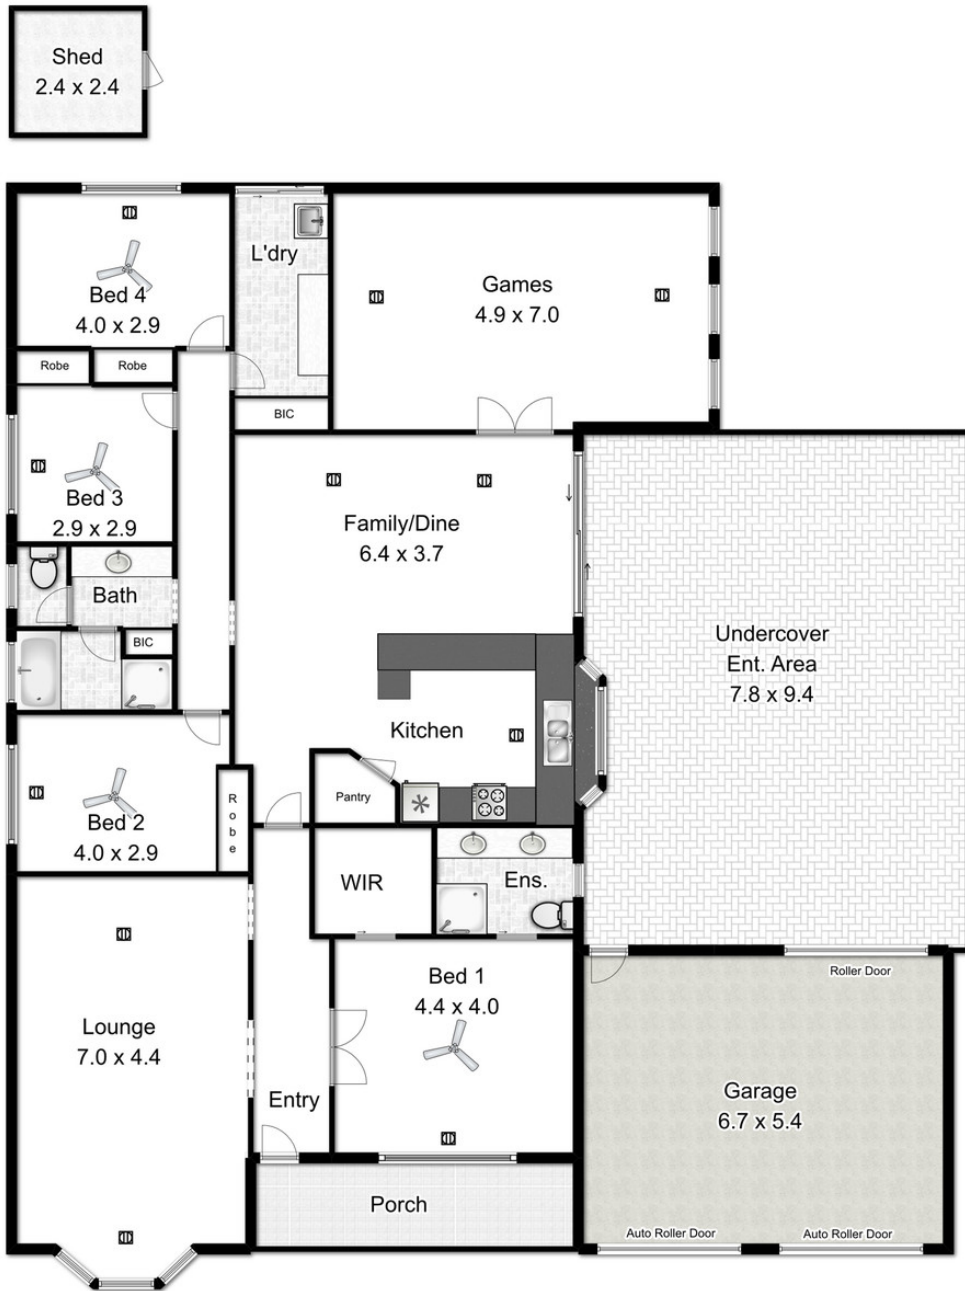 Shed
2.4 x 2.4
L'dry
Games
4.9 x 7.0
Bed 4
4.0 x 2.9
Robe
Robe
BIC
Bed 3
2.9 x 2.9
Family/Dine
6.4 x 3.7
Bath
BIC
Undercover
Ent. Area
7.8 x 9.4
Kitchen
Pantry
Bed 2
4.0 x 2.9
R
o
b
e
WIR
Ens.
Roller Door
Bed 1
4.4 x 4.0
Lounge
7.0 x 4.4
Entry
Garage
6.7 x 5.4
Porch
Auto Roller Door
Auto Roller Door